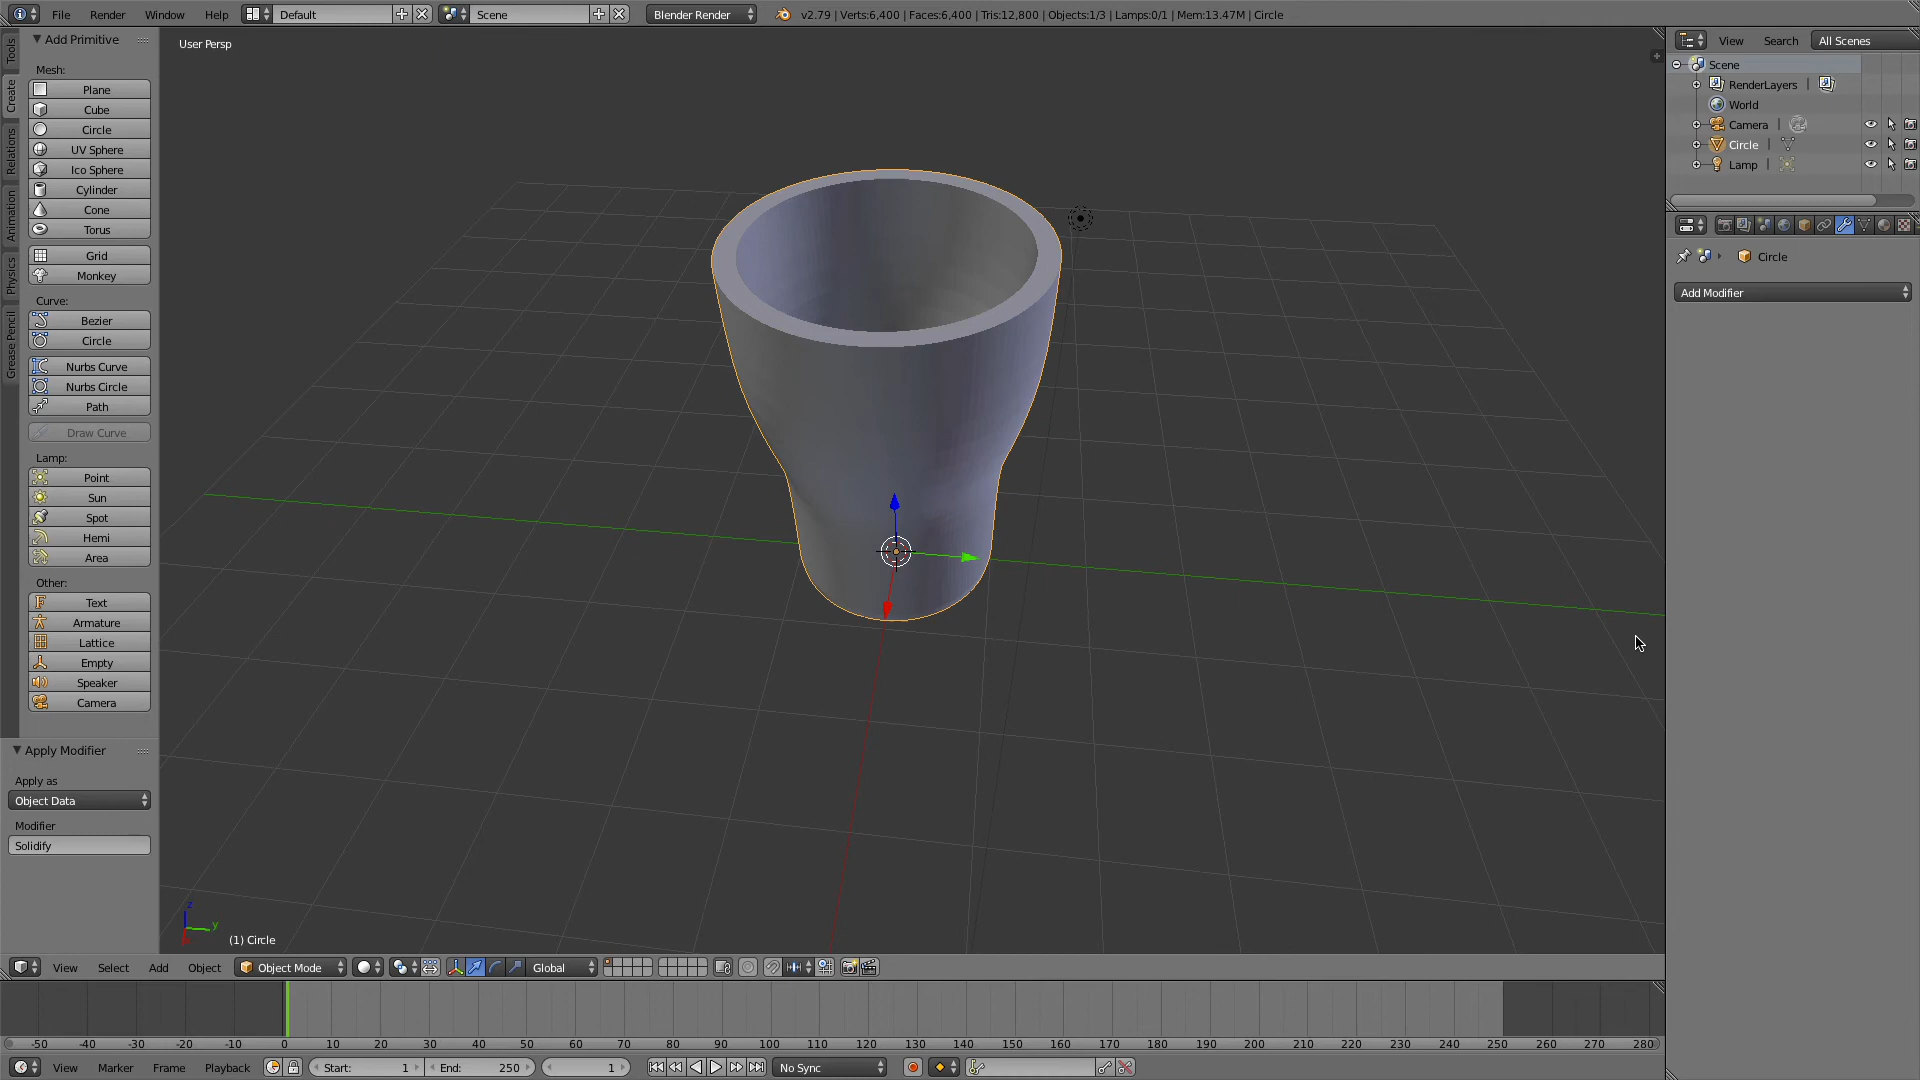 File Render Window Help Default Scene Blender Render v2.79 | Verts:6,400 | Faces:6,400 | Tris:12,800 | Objects:1/3 | Lamps:0/1 | Mem:13.47M | Circle
Tools
Create
Relations
Animation
Physics
Grease Pencil
Add Primitive
Mesh:
Plane
Cube
Circle
UV Sphere
Ico Sphere
Cylinder
Cone
Torus
Grid
Monkey
Curve:
Bezier
Circle
Nurbs Curve
Nurbs Circle
Path
Draw Curve
Lamp:
Point
Sun
Spot
Hemi
Area
Other:
Text
Armature
Lattice
Empty
Speaker
Camera
Apply Modifier
Apply as
Object Data
Modifier
Solidify
User Persp
z
y
(1) Circle
View Search All Scenes
Scene
RenderLayers |
World
Camera |
Circle |
Lamp |
Circle
Add Modifier
View Select Add Object Object Mode Global
-50 -40 -30 -20 -10 0 10 20 30 40 50 60 70 80 90 100 110 120 130 140 150 160 170 180 190 200 210 220 230 240 250 260 270 280
View Marker Frame Playback Start: 1 End: 250 1 No Sync